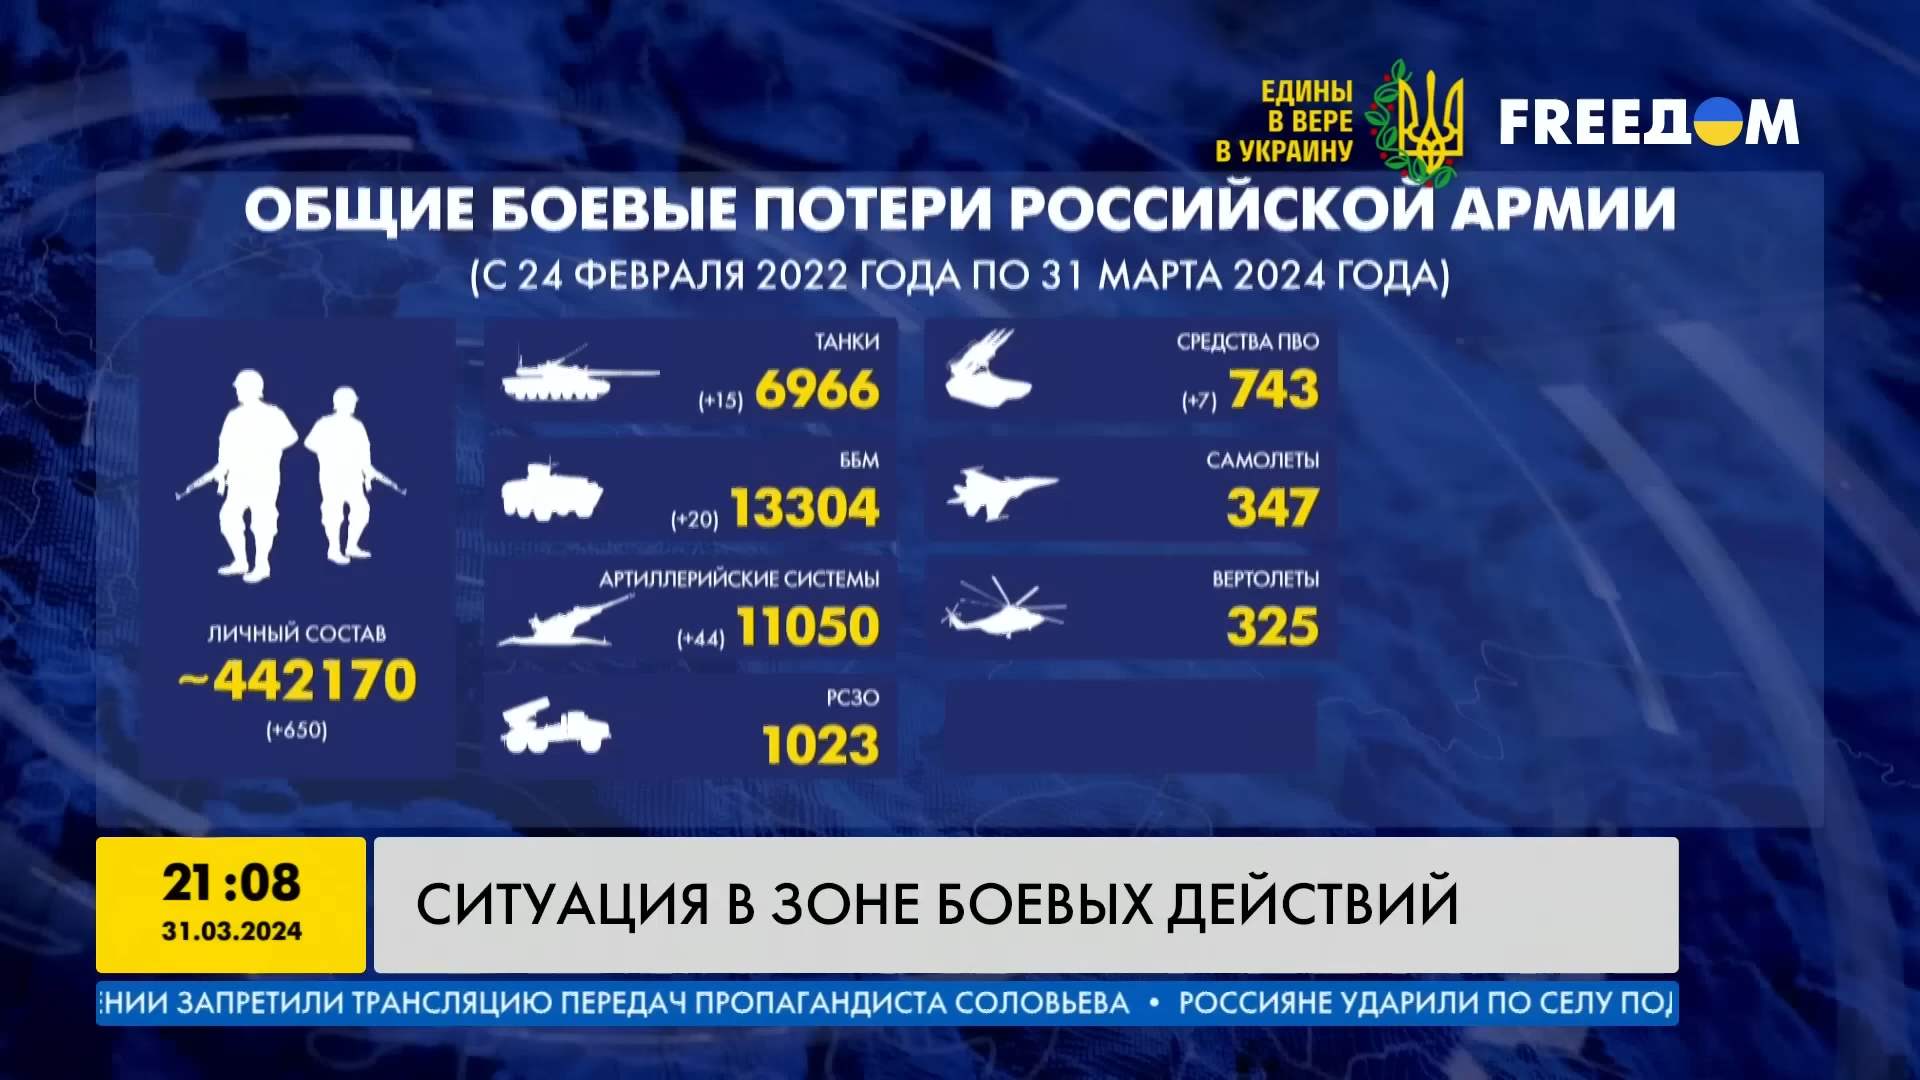 ЕДИНЫ
В ВЕРЕ
В УКРАИНУ
FREEДOM
ОБЩИЕ БОЕВЫЕ ПОТЕРИ РОССИЙСКОЙ АРМИИ
(С 24 ФЕВРАЛЯ 2022 ГОДА ПО 31 МАРТА 2024 ГОДА)
ЛИЧНЫЙ СОСТАВ
~442170
(+650)
ТАНКИ
(+15) 6966
ББМ
(+20) 13304
АРТИЛЛЕРИЙСКИЕ СИСТЕМЫ
(+44) 11050
РСЗО
1023
СРЕДСТВА ПВО
(+7) 743
САМОЛЕТЫ
347
ВЕРТОЛЕТЫ
325
21:08
31.03.2024
СИТУАЦИЯ В ЗОНЕ БОЕВЫХ ДЕЙСТВИЙ
ЕНИИ ЗАПРЕТИЛИ ТРАНСЛЯЦИЮ ПЕРЕДАЧ ПРОПАГАНДИСТА СОЛОВЬЕВА • РОССИЯНЕ УДАРИЛИ ПО СЕЛУ ПОД